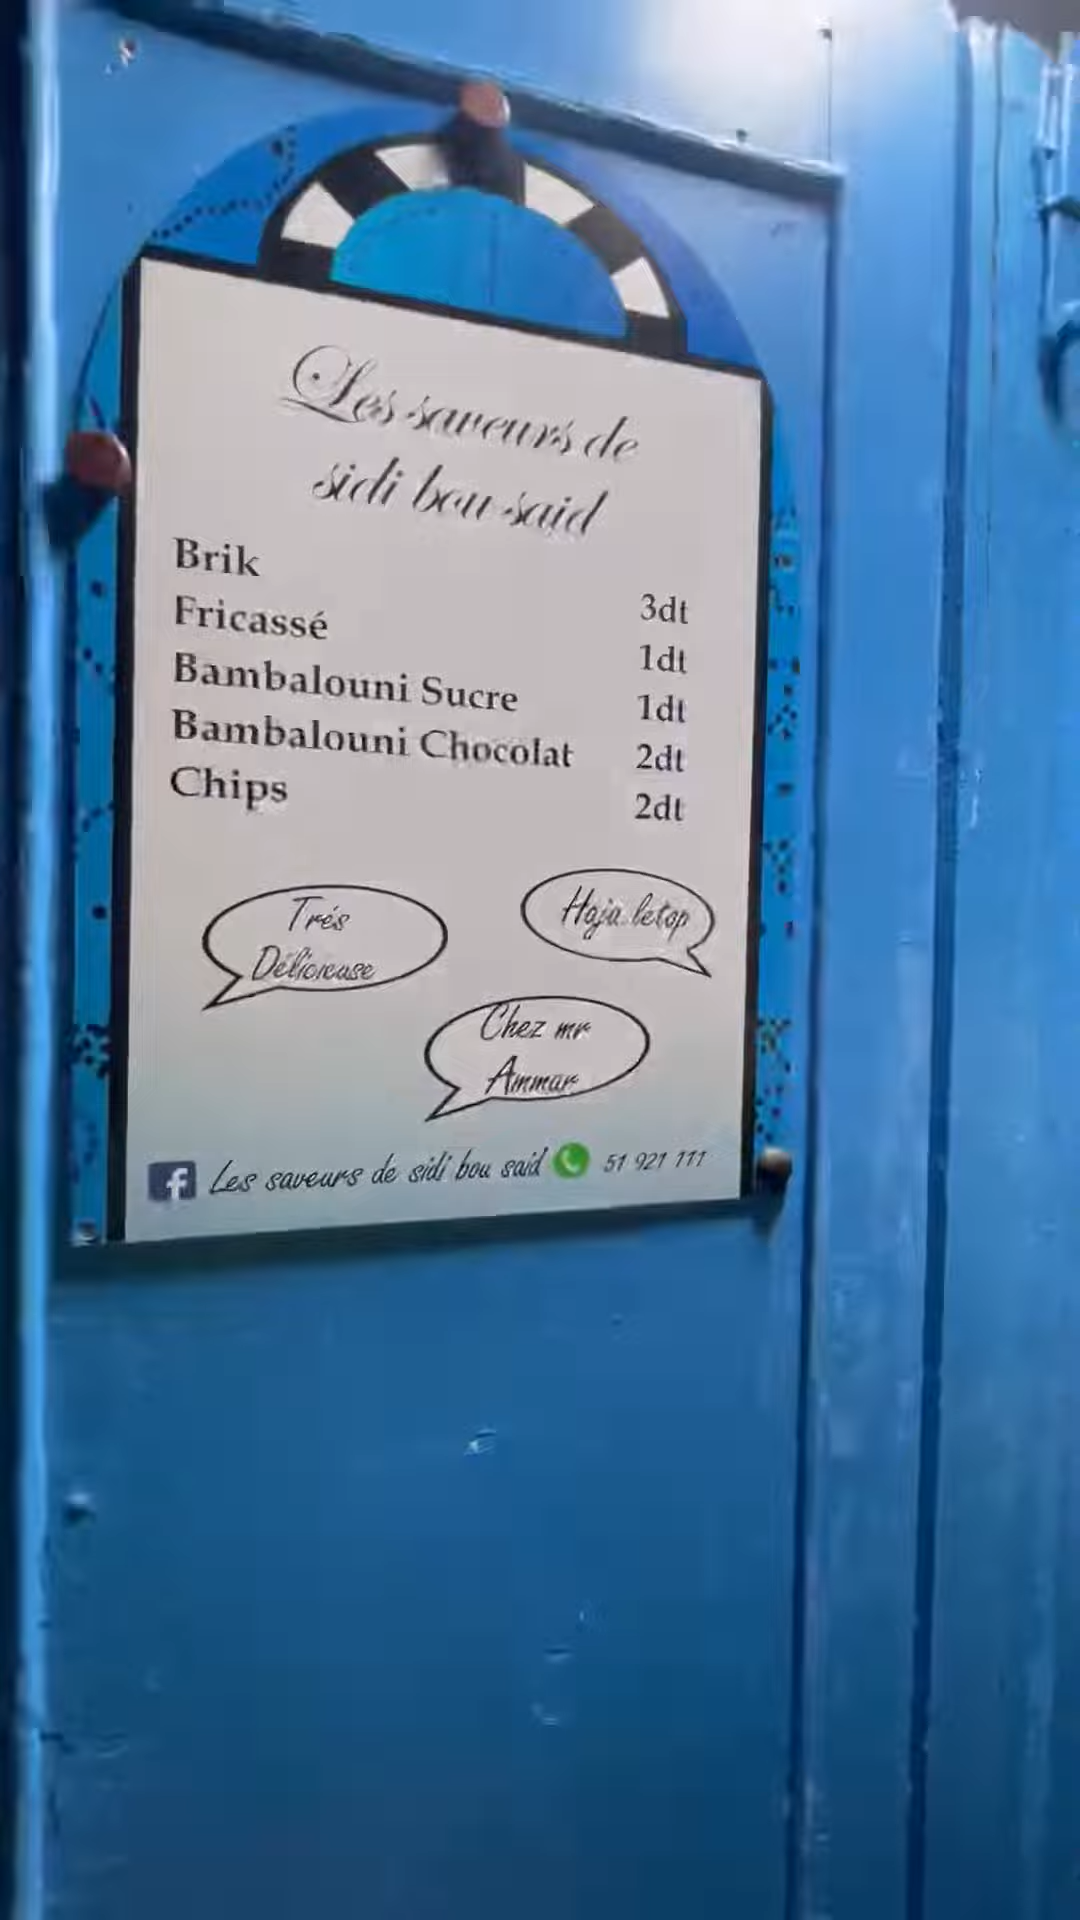 Les saveurs de
sidi bou said
Brik 3dt
Fricassé 1dt
Bambalouni Sucre 1dt
Bambalouni Chocolat 2dt
Chips 2dt
Trés
Délicieuse
Haja letop
Chez mr
Ammar
Les saveurs de sidi bou said 51 921 111